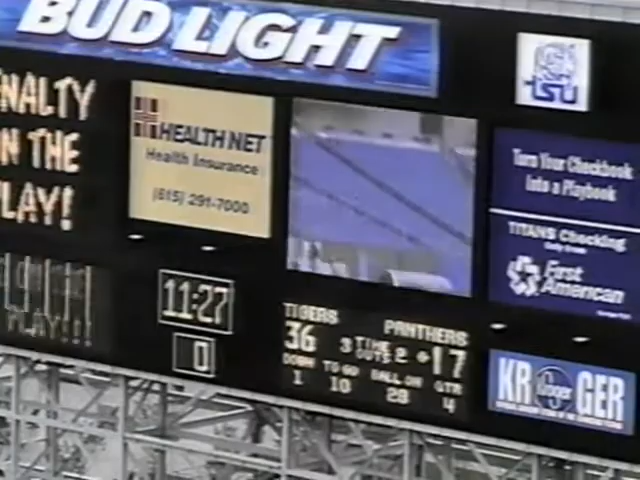 BUD LIGHT
TSU
NALTY
N THE
LAY!
HEALTH NET
Health Insurance
(615) 291-7000
Turn Your Checkbook
Into a Playbook
TITANS Checking
First
American
PLAY!!!
11:27
0
TIGERS
PANTHERS
36 3 TIME OUTS 2 17
DOWN TO GO BALL ON QTR
1 10 28 4
KROGER
Kroger